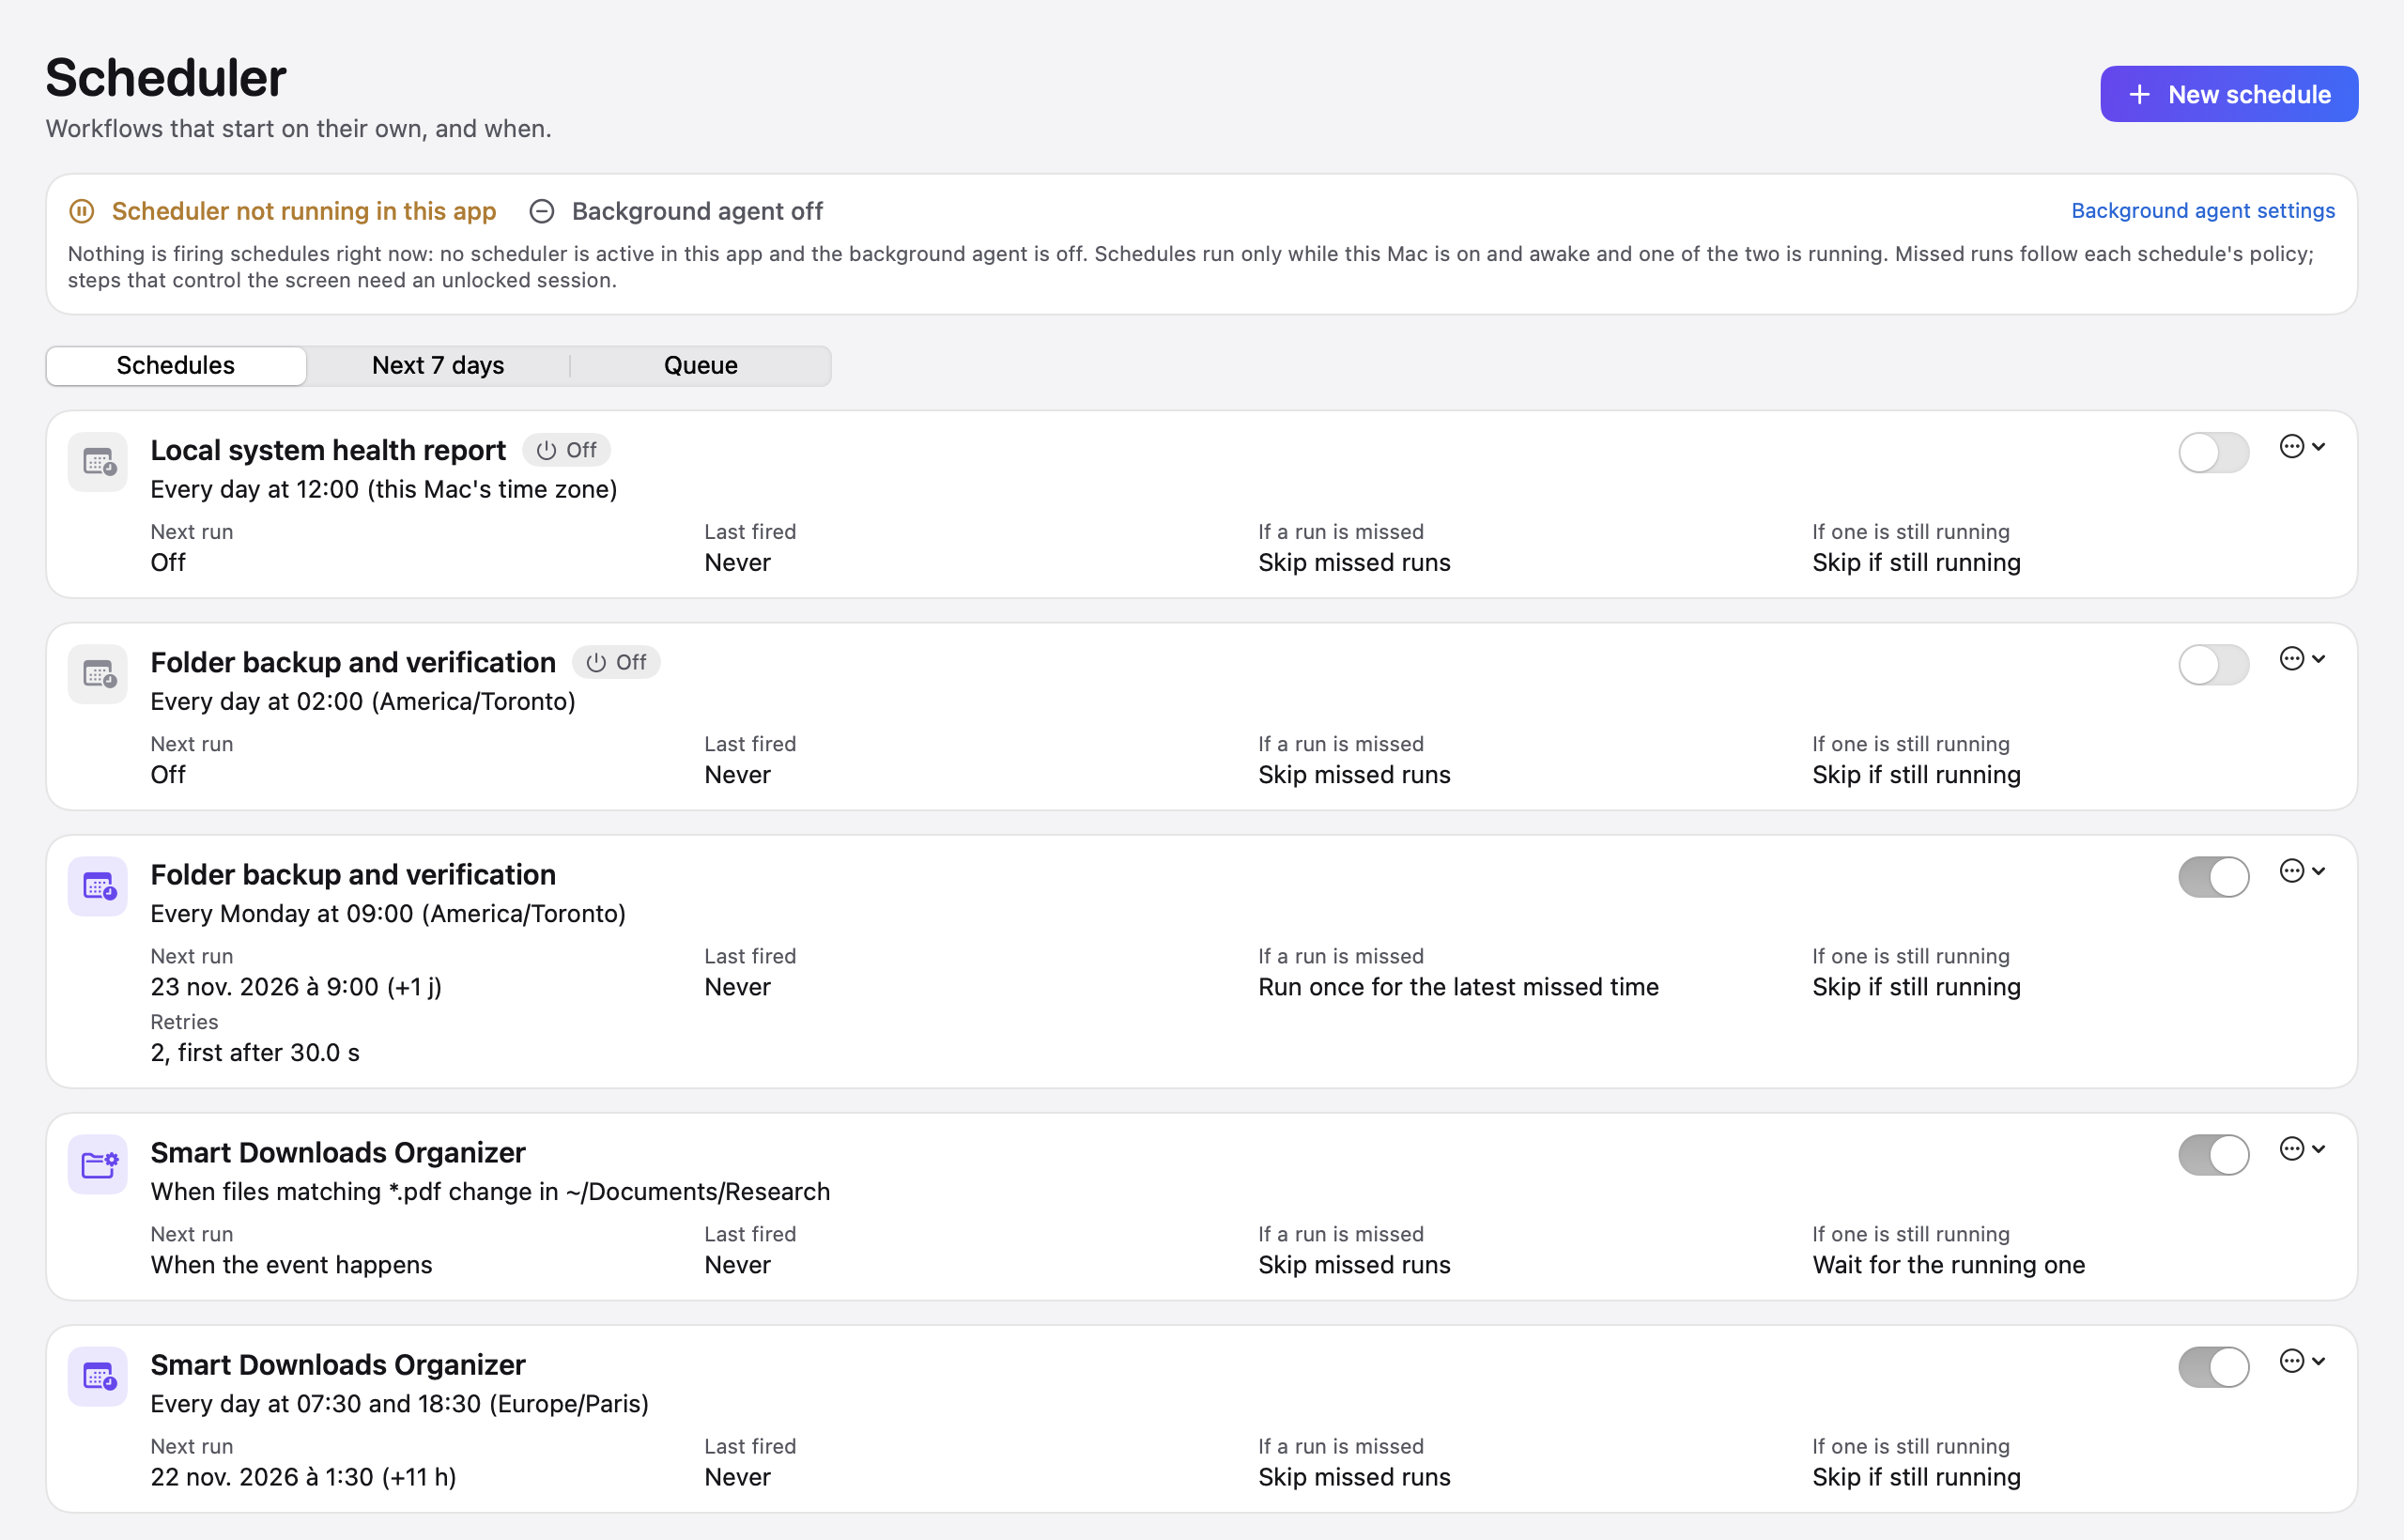 Scheduler
Workflows that start on their own, and when.
+ New schedule
Scheduler not running in this app
Background agent off
Background agent settings
Nothing is firing schedules right now: no scheduler is active in this app and the background agent is off. Schedules run only while this Mac is on and awake and one of the two is running. Missed runs follow each schedule's policy;
steps that control the screen need an unlocked session.
Schedules
Next 7 days
Queue
Local system health report
Off
Every day at 12:00 (this Mac's time zone)
Next run
Off
Last fired
Never
If a run is missed
Skip missed runs
If one is still running
Skip if still running
Folder backup and verification
Off
Every day at 02:00 (America/Toronto)
Next run
Off
Last fired
Never
If a run is missed
Skip missed runs
If one is still running
Skip if still running
Folder backup and verification
Every Monday at 09:00 (America/Toronto)
Next run
23 nov. 2026 à 9:00 (+1 j)
Last fired
Never
If a run is missed
Run once for the latest missed time
If one is still running
Skip if still running
Retries
2, first after 30.0 s
Smart Downloads Organizer
When files matching *.pdf change in ~/Documents/Research
Next run
When the event happens
Last fired
Never
If a run is missed
Skip missed runs
If one is still running
Wait for the running one
Smart Downloads Organizer
Every day at 07:30 and 18:30 (Europe/Paris)
Next run
22 nov. 2026 à 1:30 (+11 h)
Last fired
Never
If a run is missed
Skip missed runs
If one is still running
Skip if still running